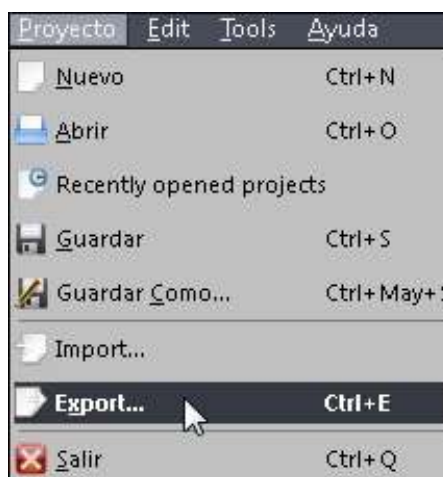 Proyecto Edit Tools Ayuda
Nuevo Ctrl+N
Abrir Ctrl+O
Recently opened projects
Guardar Ctrl+S
Guardar Como... Ctrl+May+
Import...
Export... Ctrl+E
Salir Ctrl+Q